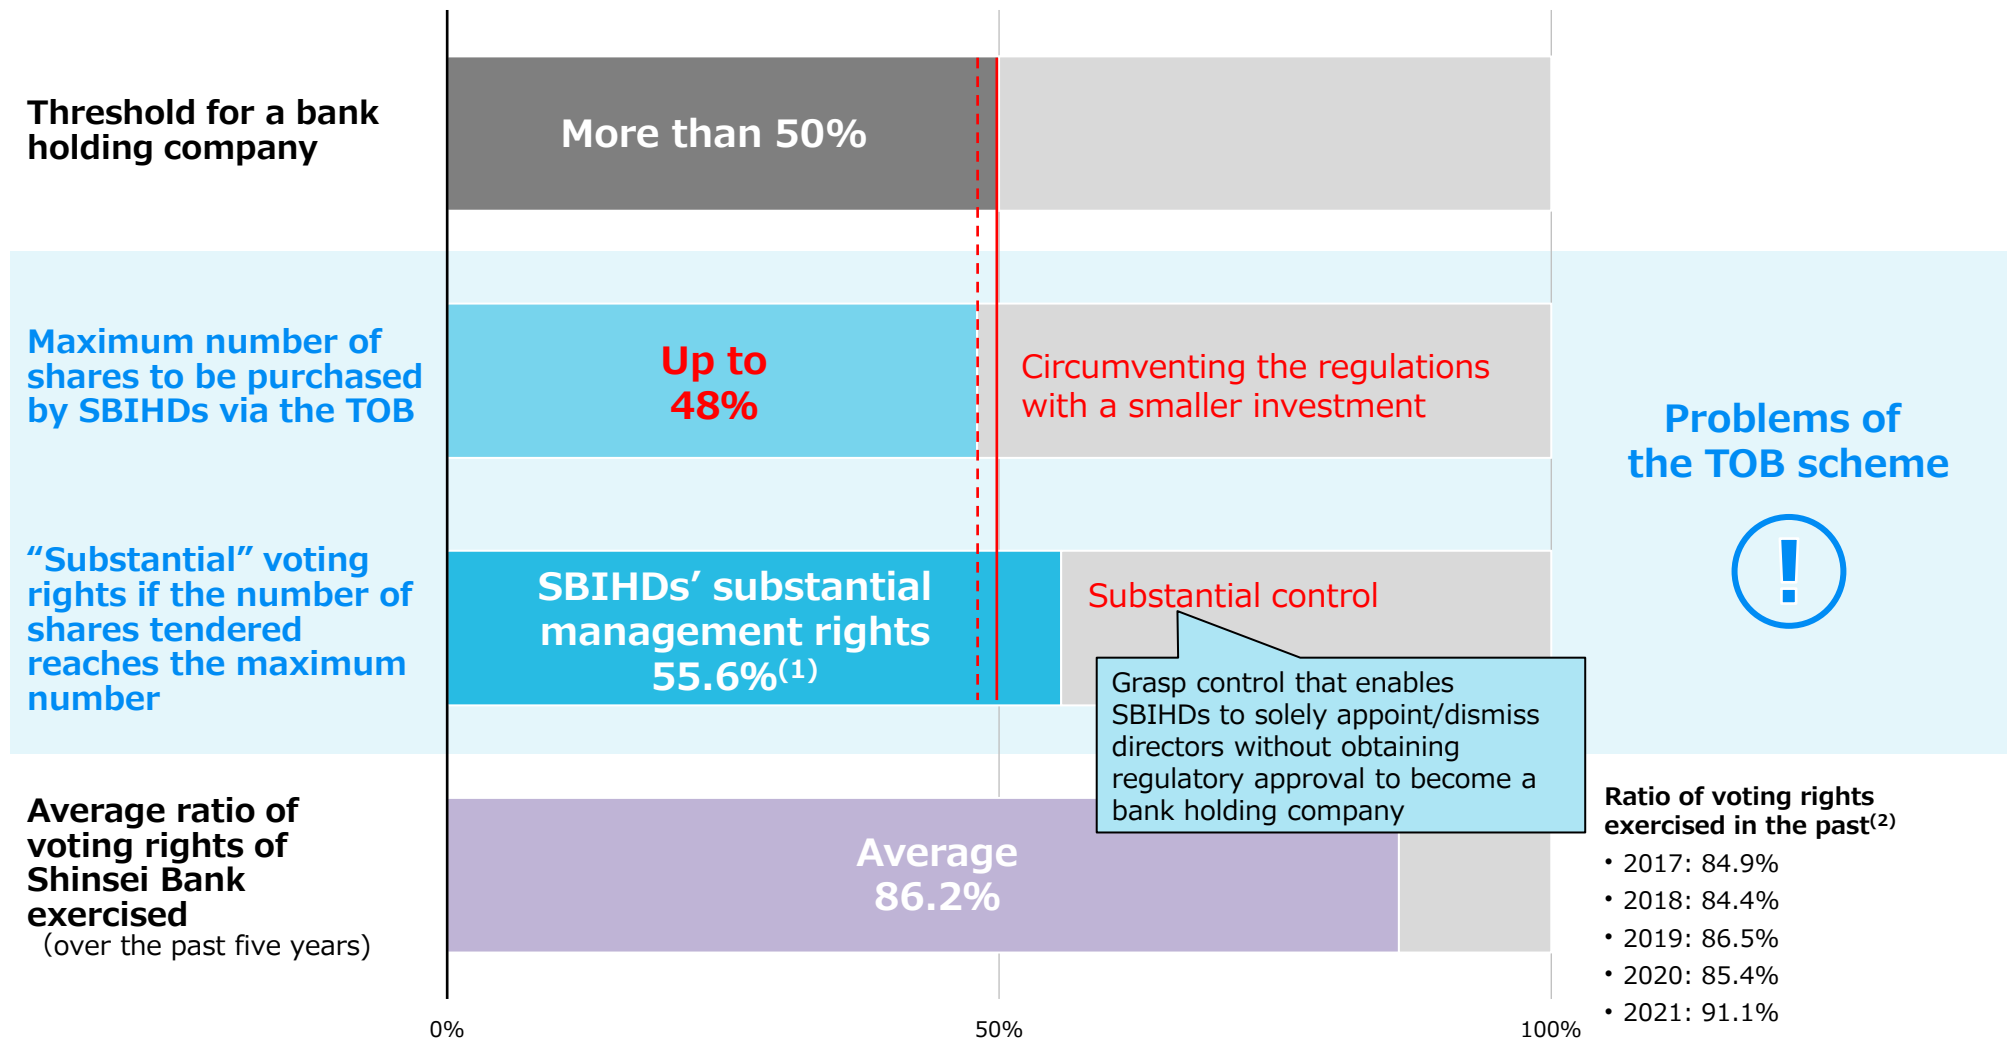 Threshold for a bank
holding company
More than 50%
Maximum number of
shares to be purchased
by SBIHDs via the TOB
Up to
48%
Circumventing the regulations
with a smaller investment
Problems of
the TOB scheme
!
“Substantial” voting
rights if the number of
shares tendered
reaches the maximum
number
SBIHDs’ substantial
management rights
55.6%(1)
Substantial control
Grasp control that enables
SBIHDs to solely appoint/dismiss
directors without obtaining
regulatory approval to become a
bank holding company
Average ratio of
voting rights of
Shinsei Bank
exercised
(over the past five years)
Average
86.2%
Ratio of voting rights
exercised in the past(2)
・2017: 84.9%
・2018: 84.4%
・2019: 86.5%
・2020: 85.4%
・2021: 91.1%
0%
50%
100%